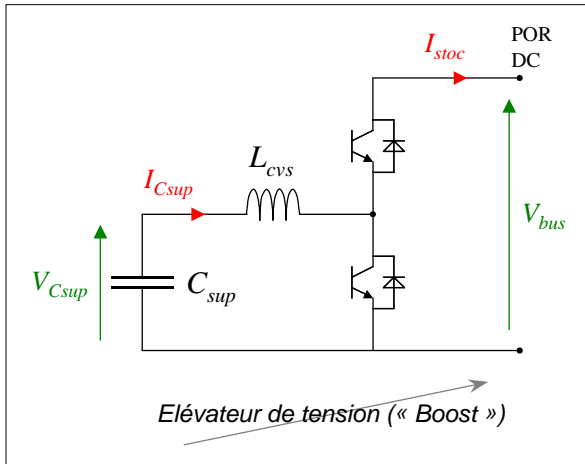 I_stoc
POR
DC
L_cvs
I_Csup
V_bus
V_Csup
C_sup
Elévateur de tension (« Boost »)